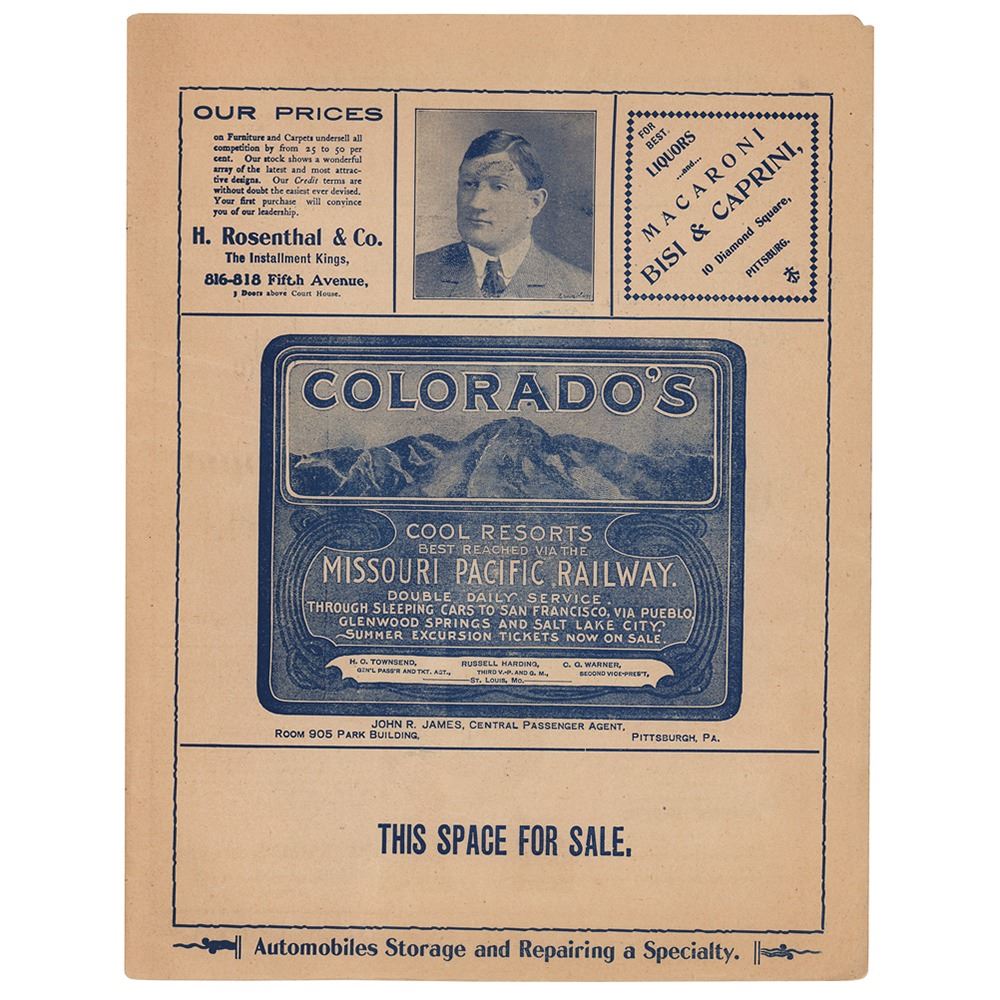 OUR PRICES
on Furniture and Carpets undersell all
competition by from 25 to 50 per
cent. Our stock shows a wonderful
array of the latest and most attrac-
tive designs. Our Credit terms are
without doubt the easiest ever devised.
Your first purchase will convince
you of our leadership.
H. Rosenthal & Co.
The Installment Kings,
816-818 Fifth Avenue,
3 Doors above Court House.
FOR
BEST
LIQUORS
...and...
MACARONI
BISI & CAPRINI,
10 Diamond Square,
PITTSBURG.
COLORADO'S
COOL RESORTS
BEST REACHED VIA THE
MISSOURI PACIFIC RAILWAY.
DOUBLE DAILY SERVICE.
THROUGH SLEEPING CARS TO SAN FRANCISCO, VIA PUEBLO,
GLENWOOD SPRINGS AND SALT LAKE CITY.
SUMMER EXCURSION TICKETS NOW ON SALE.
H. C. TOWNSEND, RUSSELL HARDING, C. G. WARNER,
GEN'L PASS'R AND TKT. AGT., THIRD V.-P. AND G. M., SECOND VICE-PRES'T,
ST. LOUIS, MO.
JOHN R. JAMES, CENTRAL PASSENGER AGENT,
ROOM 905 PARK BUILDING, PITTSBURGH, PA.
THIS SPACE FOR SALE.
Automobiles Storage and Repairing a Specialty.